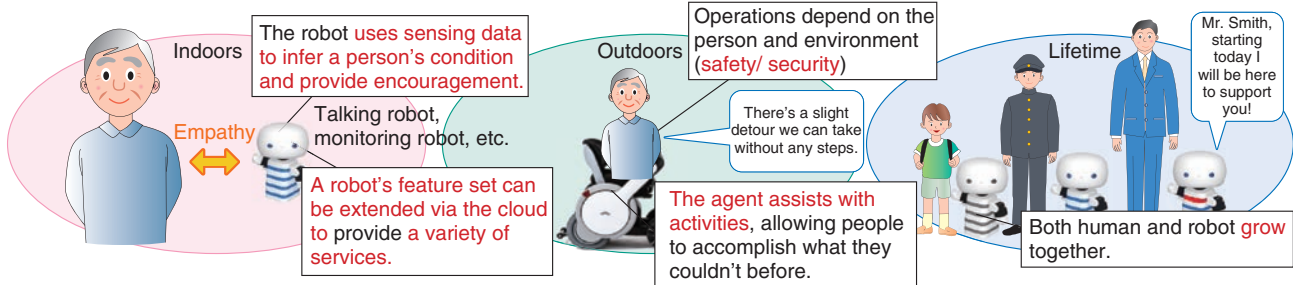 Indoors
The robot uses sensing data
to infer a person's condition
and provide encouragement.
Empathy
Talking robot,
monitoring robot, etc.
A robot's feature set can
be extended via the cloud
to provide a variety of
services.
Outdoors
Operations depend on the
person and environment
(safety/ security)
There's a slight
detour we can take
without any steps.
The agent assists with
activities, allowing people
to accomplish what they
couldn't before.
Lifetime
Mr. Smith,
starting
today I
will be here
to support
you!
Both human and robot grow
together.